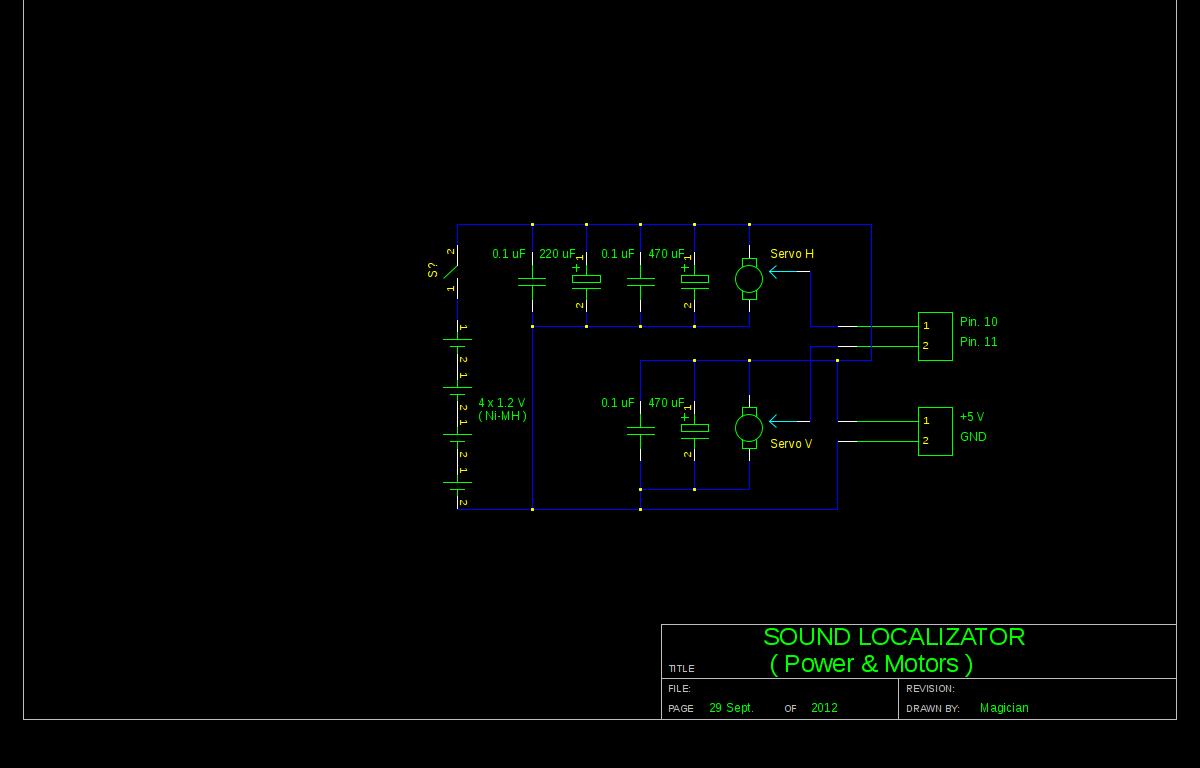 2
S?
1
0.1 uF 220 uF 0.1 uF 470 uF Servo H
1 1
+ +
2 2
1
2
1
2
1
2
1
2
4 x 1.2 V
( Ni-MH )
1 Pin. 10
2 Pin. 11
0.1 uF 470 uF
1
+
2
Servo V
1 +5 V
2 GND
SOUND LOCALIZATOR
TITLE ( Power & Motors )
FILE: REVISION:
PAGE 29 Sept. OF 2012 DRAWN BY: Magician